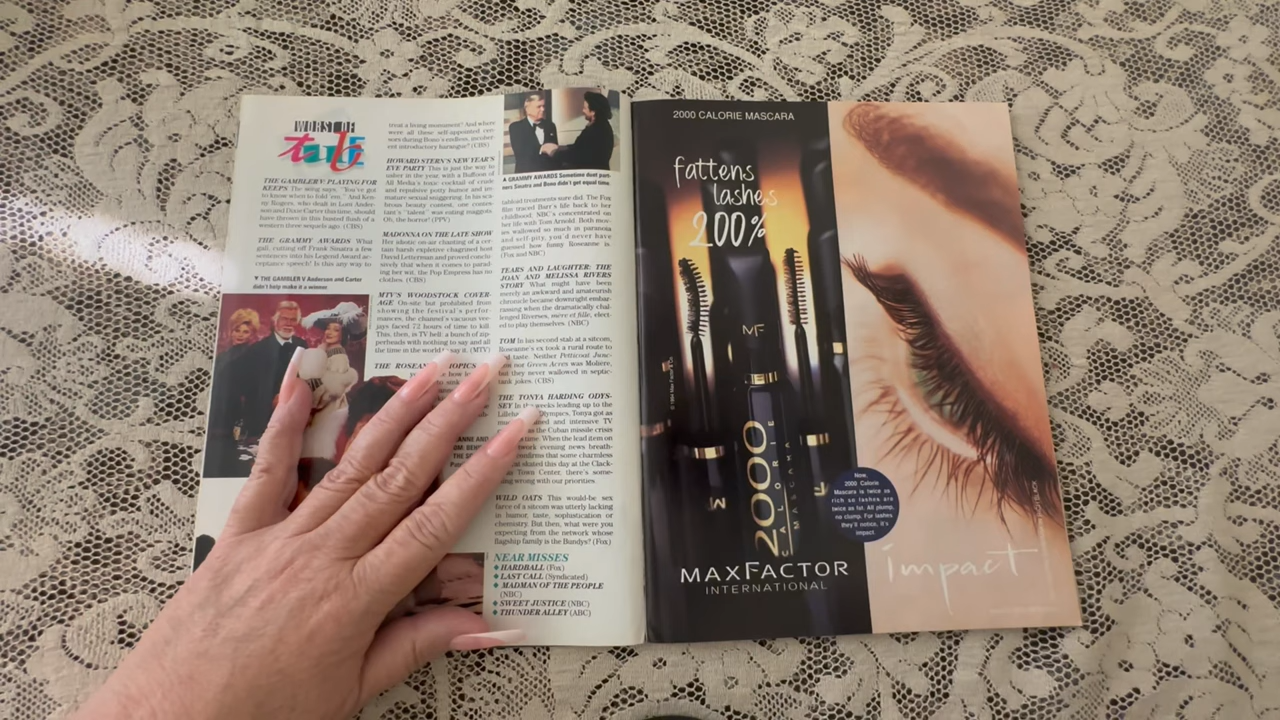 WORST OF
tube
THE GAMBLER V: PLAYING FOR
KEEPS The song says, "You've got
to know when to fold 'em." And Ken-
ny Rogers, who dealt in Loni Ander-
son and Dixie Carter this time, should
have thrown in this busted flush of a
western three sequels ago. (CBS)
THE GRAMMY AWARDS What
gall, cutting off Frank Sinatra a few
sentences into his Legend Award ac-
ceptance speech! Is this any way to
▼ THE GAMBLER V Anderson and Carter
didn't help make it a winner.
treat a living monument? And where
were all those self-appointed cen-
sors during Bono's endless, incoher-
ent introductory harangue? (CBS)
HOWARD STERN'S NEW YEAR'S
EVE PARTY This is just the way to
usher in the year, with a Buffoon of
All Media's toxic cocktail of crude
and repulsive potty humor and im-
mature sexual sniggering. In his sex-
ist beauty contest, one contes-
tant's "talent" was eating maggots.
Oh, the horror! (PPV)
MADONNA ON THE LATE SHOW
Her idiotic on-air chatting of a cer-
tain harsh expletive chagrined host
David Letterman and proved conclu-
sively that when it comes to parad-
ing her wit, the Pop Empress has no
clothes. (CBS)
MTV'S WOODSTOCK COVER-
AGE On-site but prohibited from
showing the festival's perfor-
mances, the channel's vacuous vee-
jays faced 72 hours of time to kill.
This, then, is TV hell: a bunch of air-
heads with nothing to say and all
the time in the world to say it. (MTV)
THE ROSEANNE BIOPICS
A GRAMMY AWARDS Sometime duet part-
ners Sinatra and Bono didn't get equal time.
tabloid treatments sure did. The Fox
film traced Barr's life back to her
childhood; NBC's concentrated on
her life with Tom Arnold. Both mov-
ies wallowed so much in paranoia
and self-pity, you'd never have
guessed how funny Roseanne is.
(Fox and NBC)
TEARS AND LAUGHTER: THE
JOAN AND MELISSA RIVERS
STORY What might have been
merely an awkward and amateurish
chronicle became downright embar-
rassing when the dramatically chal-
lenged Riverses, mère et fille, elect-
ed to play themselves. (NBC)
TOM In his second stab at a sitcom,
Roseanne's ex took a rural route to
bad taste. Neither Petticoat Junc-
tion nor Green Acres was Molière,
but they never wallowed in septic-
tank jokes. (CBS)
THE TONYA HARDING ODYS-
SEY In the weeks leading up to the
Olympics, Tonya got as
and intensive TV
as the Cuban missile crisis
time. When the lead item on
network evening news breath-
confirms that some charmless
skated this day at the Clack-
Town Center, there's some-
wrong with our priorities.
WILD OATS This would-be sex
farce of a sitcom was utterly lacking
in humor, taste, sophistication or
chemistry. But then, what were you
expecting from the network whose
flagship family is the Bundys? (Fox)
NEAR MISSES
◆ HARDBALL (Fox)
◆ LAST CALL (Syndicated)
◆ MADMAN OF THE PEOPLE
(NBC)
◆ SWEET JUSTICE (NBC)
◆ THUNDER ALLEY (ABC)
2000 CALORIE MASCARA
fattens
lashes
200%
MF
2000
CALORIE
MASCARA
MAXFACTOR
INTERNATIONAL
Now
2000 Calorie
Mascara is twice as
rich so lashes are
twice as fat. All plump,
no clump. For lashes
they'll notice, it's
impact.
impact